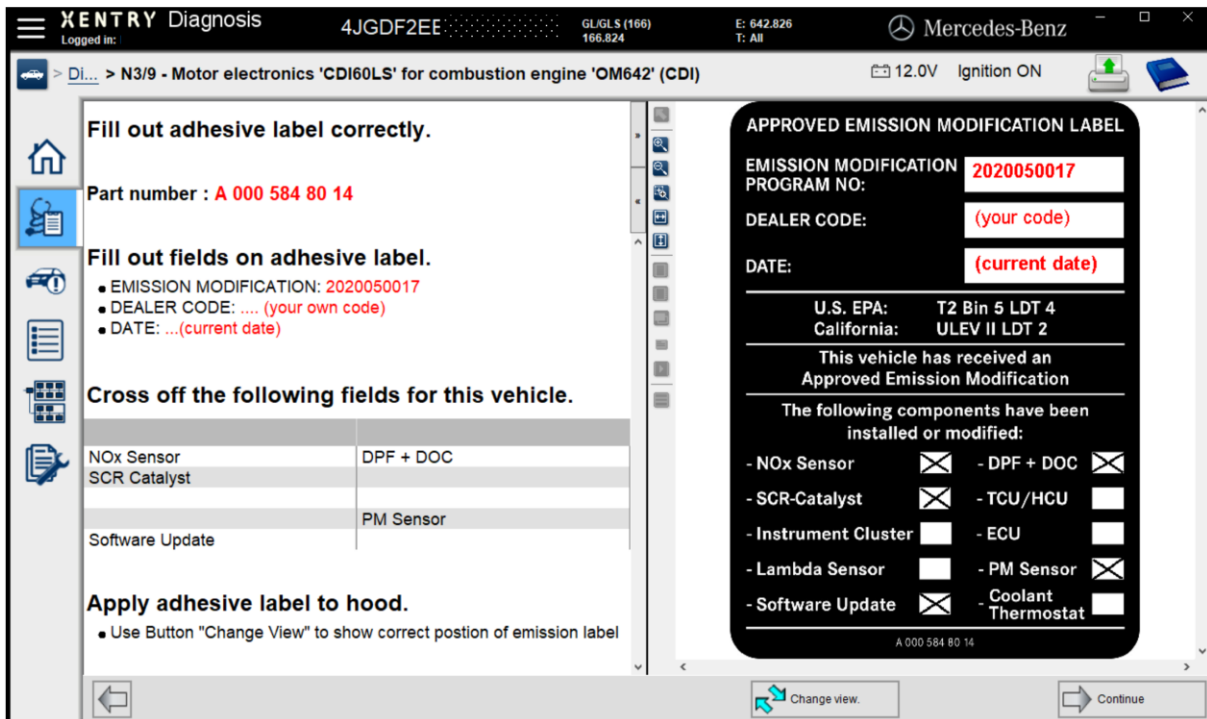 XENTRY Diagnosis
Logged in:
4JGDF2EE
GL/GLS (166)
166.824
E: 642.826
T: All
Mercedes-Benz
> Di... > N3/9 - Motor electronics 'CDI60LS' for combustion engine 'OM642' (CDI)
12.0V Ignition ON
Fill out adhesive label correctly.
Part number : A 000 584 80 14
Fill out fields on adhesive label.
• EMISSION MODIFICATION: 2020050017
• DEALER CODE: .... (your own code)
• DATE: ...(current date)
Cross off the following fields for this vehicle.
NOx Sensor DPF + DOC
SCR Catalyst
PM Sensor
Software Update
Apply adhesive label to hood.
• Use Button "Change View" to show correct postion of emission label
APPROVED EMISSION MODIFICATION LABEL
EMISSION MODIFICATION
PROGRAM NO:
2020050017
DEALER CODE: (your code)
DATE: (current date)
U.S. EPA: T2 Bin 5 LDT 4
California: ULEV II LDT 2
This vehicle has received an
Approved Emission Modification
The following components have been
installed or modified:
- NOx Sensor - DPF + DOC
- SCR-Catalyst - TCU/HCU
- Instrument Cluster - ECU
- Lambda Sensor - PM Sensor
- Software Update - Coolant
Thermostat
A 000 584 80 14
Change view.
Continue